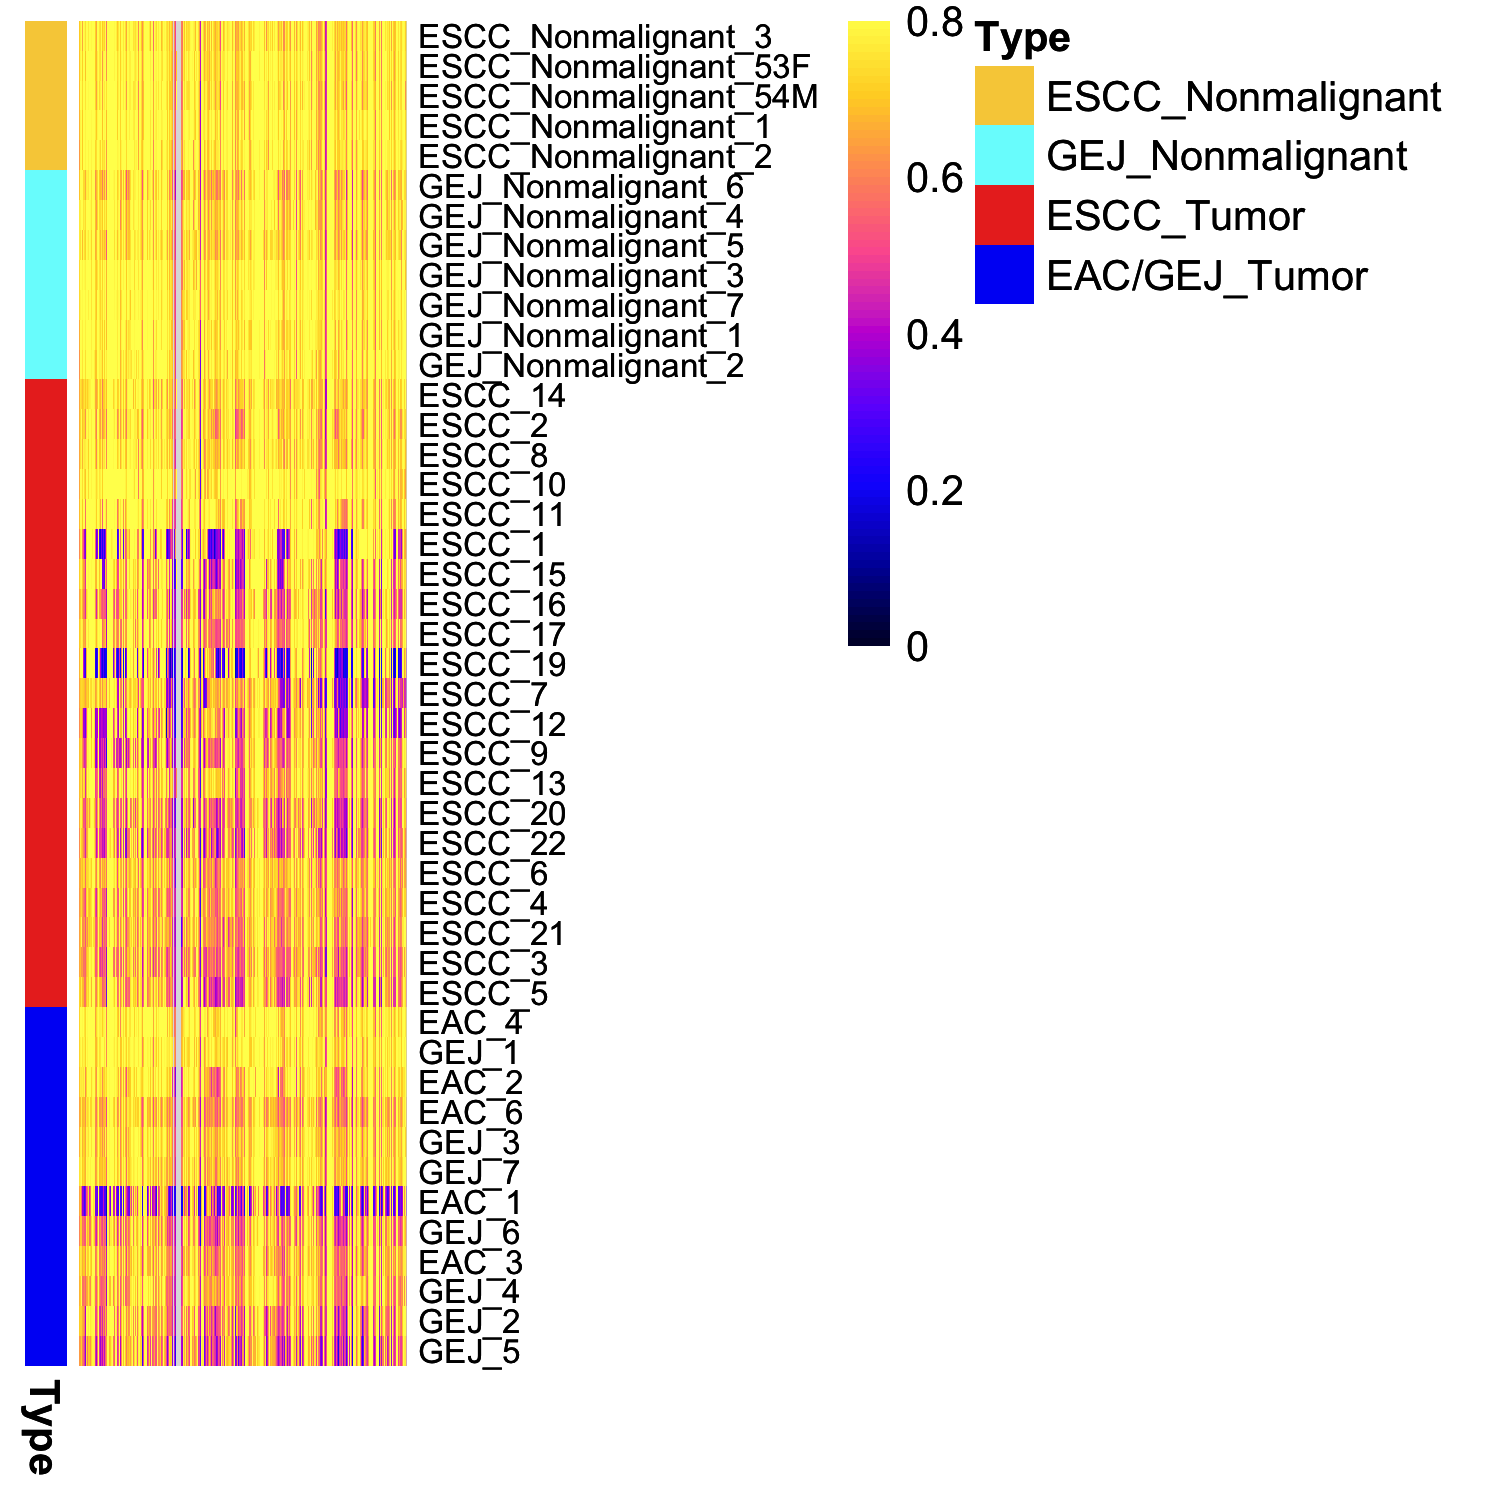 ESCC_Nonmalignant_3
ESCC_Nonmalignant_53F
ESCC_Nonmalignant_54M
ESCC_Nonmalignant_1
ESCC_Nonmalignant_2
GEJ_Nonmalignant_6
GEJ_Nonmalignant_4
GEJ_Nonmalignant_5
GEJ_Nonmalignant_3
GEJ_Nonmalignant_7
GEJ_Nonmalignant_1
GEJ_Nonmalignant_2
ESCC_14
ESCC_2
ESCC_8
ESCC_10
ESCC_11
ESCC_1
ESCC_15
ESCC_16
ESCC_17
ESCC_19
ESCC_7
ESCC_12
ESCC_9
ESCC_13
ESCC_20
ESCC_22
ESCC_6
ESCC_4
ESCC_21
ESCC_3
ESCC_5
EAC_4
GEJ_1
EAC_2
EAC_6
GEJ_3
GEJ_7
EAC_1
GEJ_6
EAC_3
GEJ_4
GEJ_2
GEJ_5
Type
0.8
0.6
0.4
0.2
0
Type
ESCC_Nonmalignant
GEJ_Nonmalignant
ESCC_Tumor
EAC/GEJ_Tumor